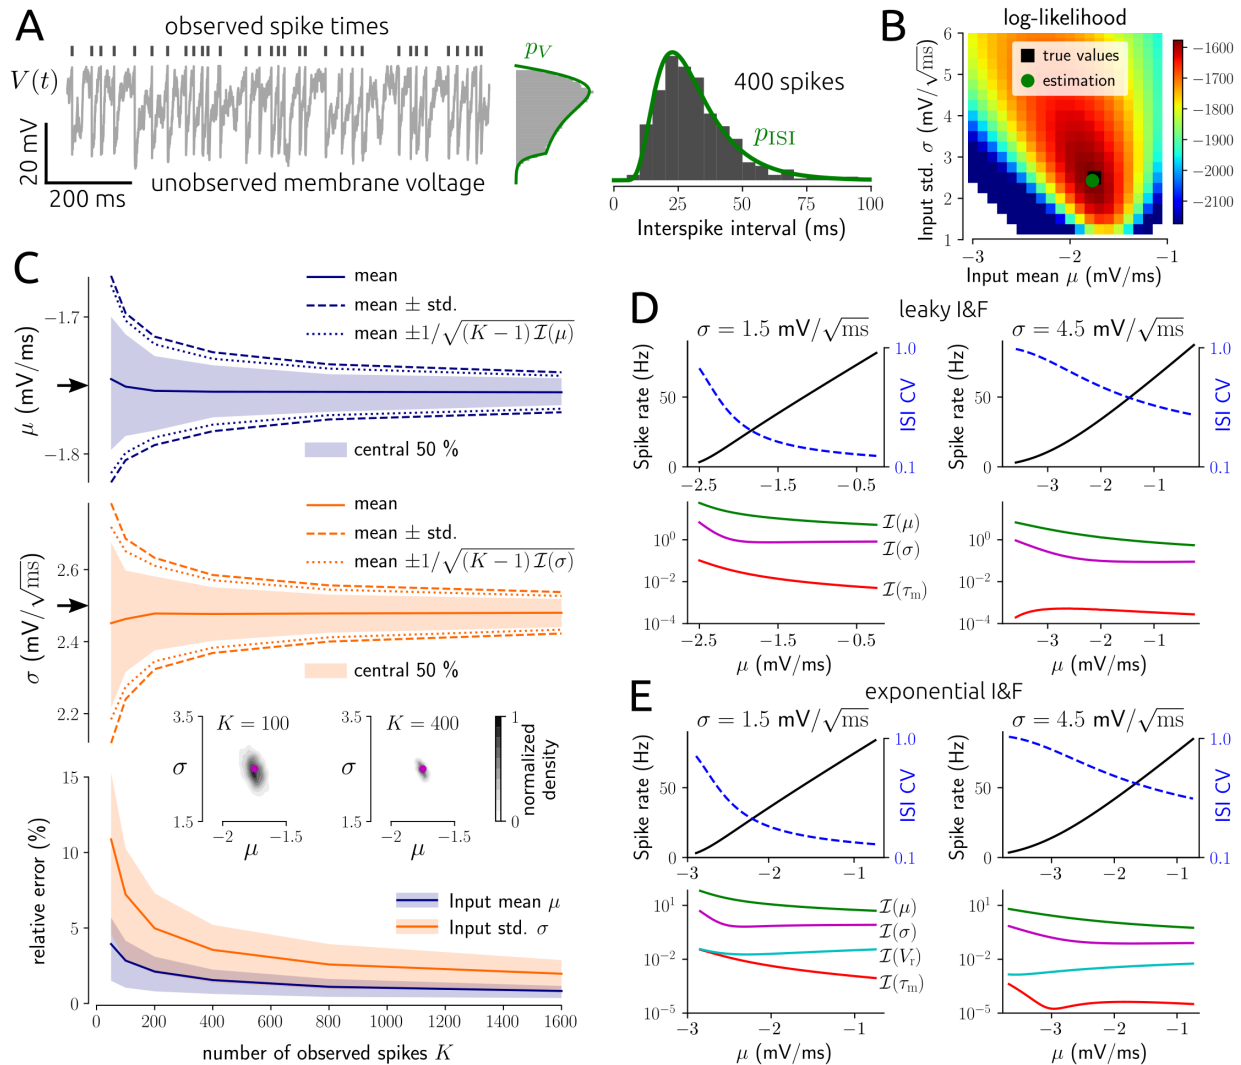 A
observed spike times
V(t)
20 mV
200 ms
unobserved membrane voltage
p_V
400 spikes
p_ISI
0 25 50 75 100
Interspike interval (ms)
B
log-likelihood
true values
estimation
Input std. σ (mV/√ms)
6
5
4
3
2
1
−3 −2 −1
Input mean μ (mV/ms)
−1600
−1700
−1800
−1900
−2000
−2100
C
mean
mean ± std.
mean ±1/√((K − 1) I(μ))
central 50 %
μ (mV/ms)
−1.7
−1.8
mean
mean ± std.
mean ±1/√((K − 1) I(σ))
central 50 %
σ (mV/√ms)
2.6
2.4
2.2
3.5
K = 100
σ
1.5
−2 −1.5
μ
3.5
K = 400
σ
1.5
−2 −1.5
μ
1
0
normalized
density
relative error (%)
15
10
5
0
Input mean μ
Input std. σ
0 200 400 600 800 1000 1200 1400 1600
number of observed spikes K
D
leaky I&F
σ = 1.5 mV/√ms
Spike rate (Hz)
50
0
1.0
0.1
ISI CV
−2.5 −1.5 −0.5
σ = 4.5 mV/√ms
Spike rate (Hz)
50
0
1.0
0.1
ISI CV
−3 −2 −1
10⁰
10⁻²
10⁻⁴
I(μ)
I(σ)
I(τ_m)
−2.5 −1.5 −0.5
μ (mV/ms)
10⁰
10⁻²
10⁻⁴
−3 −2 −1
μ (mV/ms)
E
exponential I&F
σ = 1.5 mV/√ms
Spike rate (Hz)
50
0
1.0
0.1
ISI CV
−3 −2 −1
σ = 4.5 mV/√ms
Spike rate (Hz)
50
0
1.0
0.1
ISI CV
−3 −2 −1
10¹
10⁻²
10⁻⁵
I(μ)
I(σ)
I(V_r)
I(τ_m)
−3 −2 −1
μ (mV/ms)
10¹
10⁻²
10⁻⁵
−3 −2 −1
μ (mV/ms)